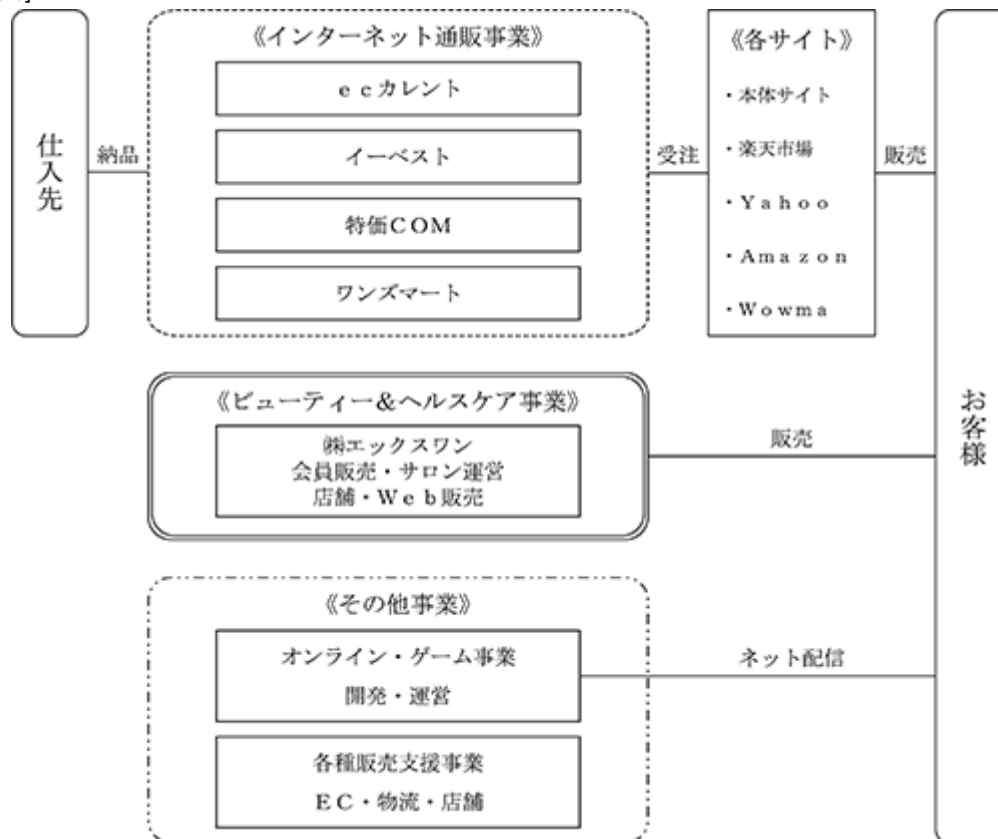 仕入先
納品
《インターネット通販事業》
ｅｃカレント
イーベスト
特価ＣＯＭ
ワンズマート
受注
《各サイト》
・本体サイト
・楽天市場
・Ｙａｈｏｏ
・Ａｍａｚｏｎ
・Ｗｏｗｍａ
販売
お客様
《ビューティー＆ヘルスケア事業》
㈱エックスワン
会員販売・サロン運営
店舗・Ｗｅｂ販売
販売
《その他事業》
オンライン・ゲーム事業
開発・運営
ネット配信
各種販売支援事業
ＥＣ・物流・店舗